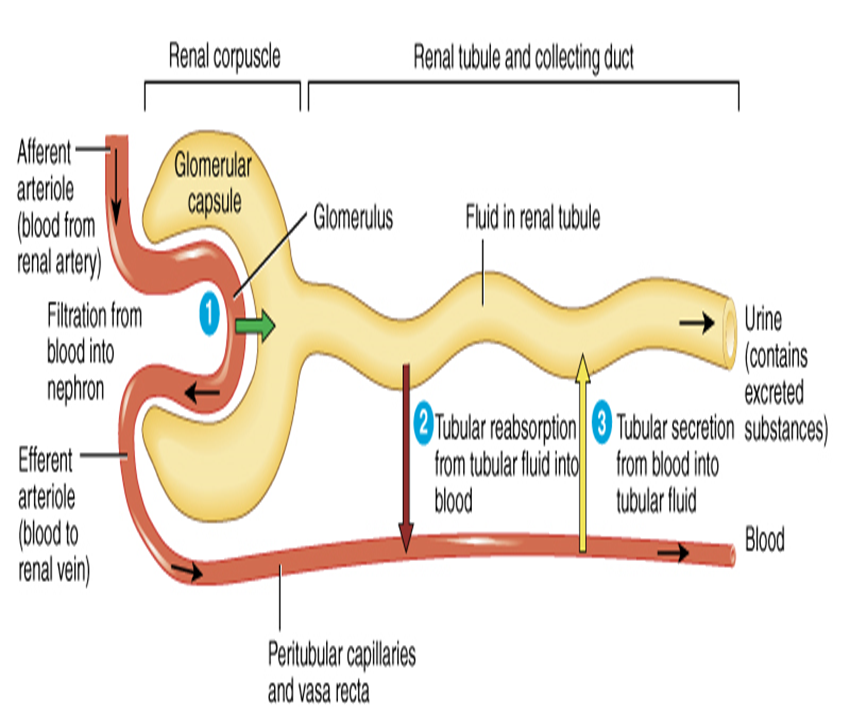 Renal corpuscle
Renal tubule and collecting duct
Afferent
arteriole
(blood from
renal artery)
Glomerular
capsule
Glomerulus
Fluid in renal tubule
1
Filtration from
blood into
nephron
Urine
(contains
excreted
substances)
2 Tubular reabsorption
from tubular fluid into
blood
3 Tubular secretion
from blood into
tubular fluid
Efferent
arteriole
(blood to
renal vein)
Blood
Peritubular capillaries
and vasa recta